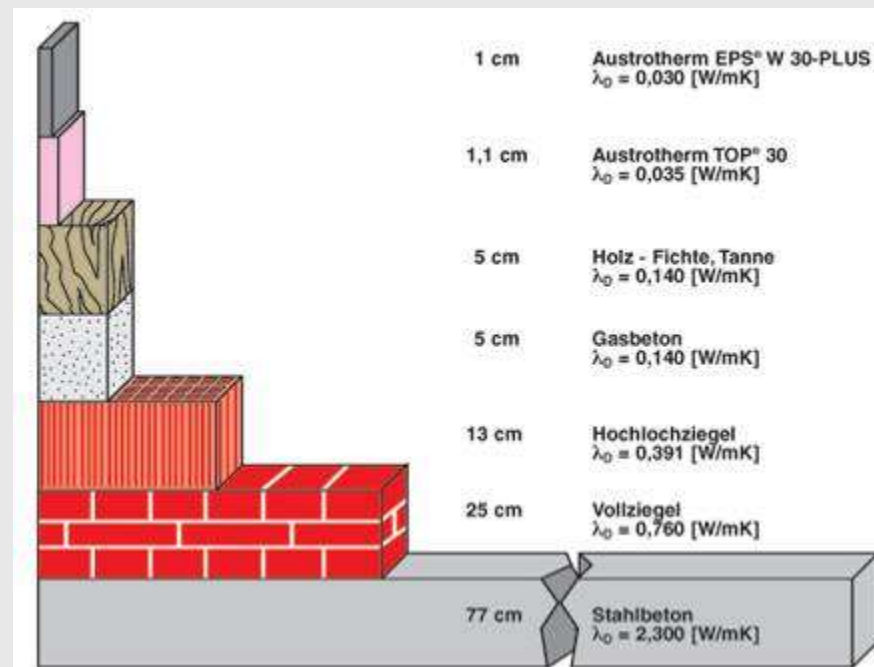 1 cm Austrotherm EPS® W 30-PLUS
λD = 0,030 [W/mK]
1,1 cm Austrotherm TOP® 30
λD = 0,035 [W/mK]
5 cm Holz - Fichte, Tanne
λD = 0,140 [W/mK]
5 cm Gasbeton
λD = 0,140 [W/mK]
13 cm Hochlochziegel
λD = 0,391 [W/mK]
25 cm Vollziegel
λD = 0,760 [W/mK]
77 cm Stahlbeton
λD = 2,300 [W/mK]